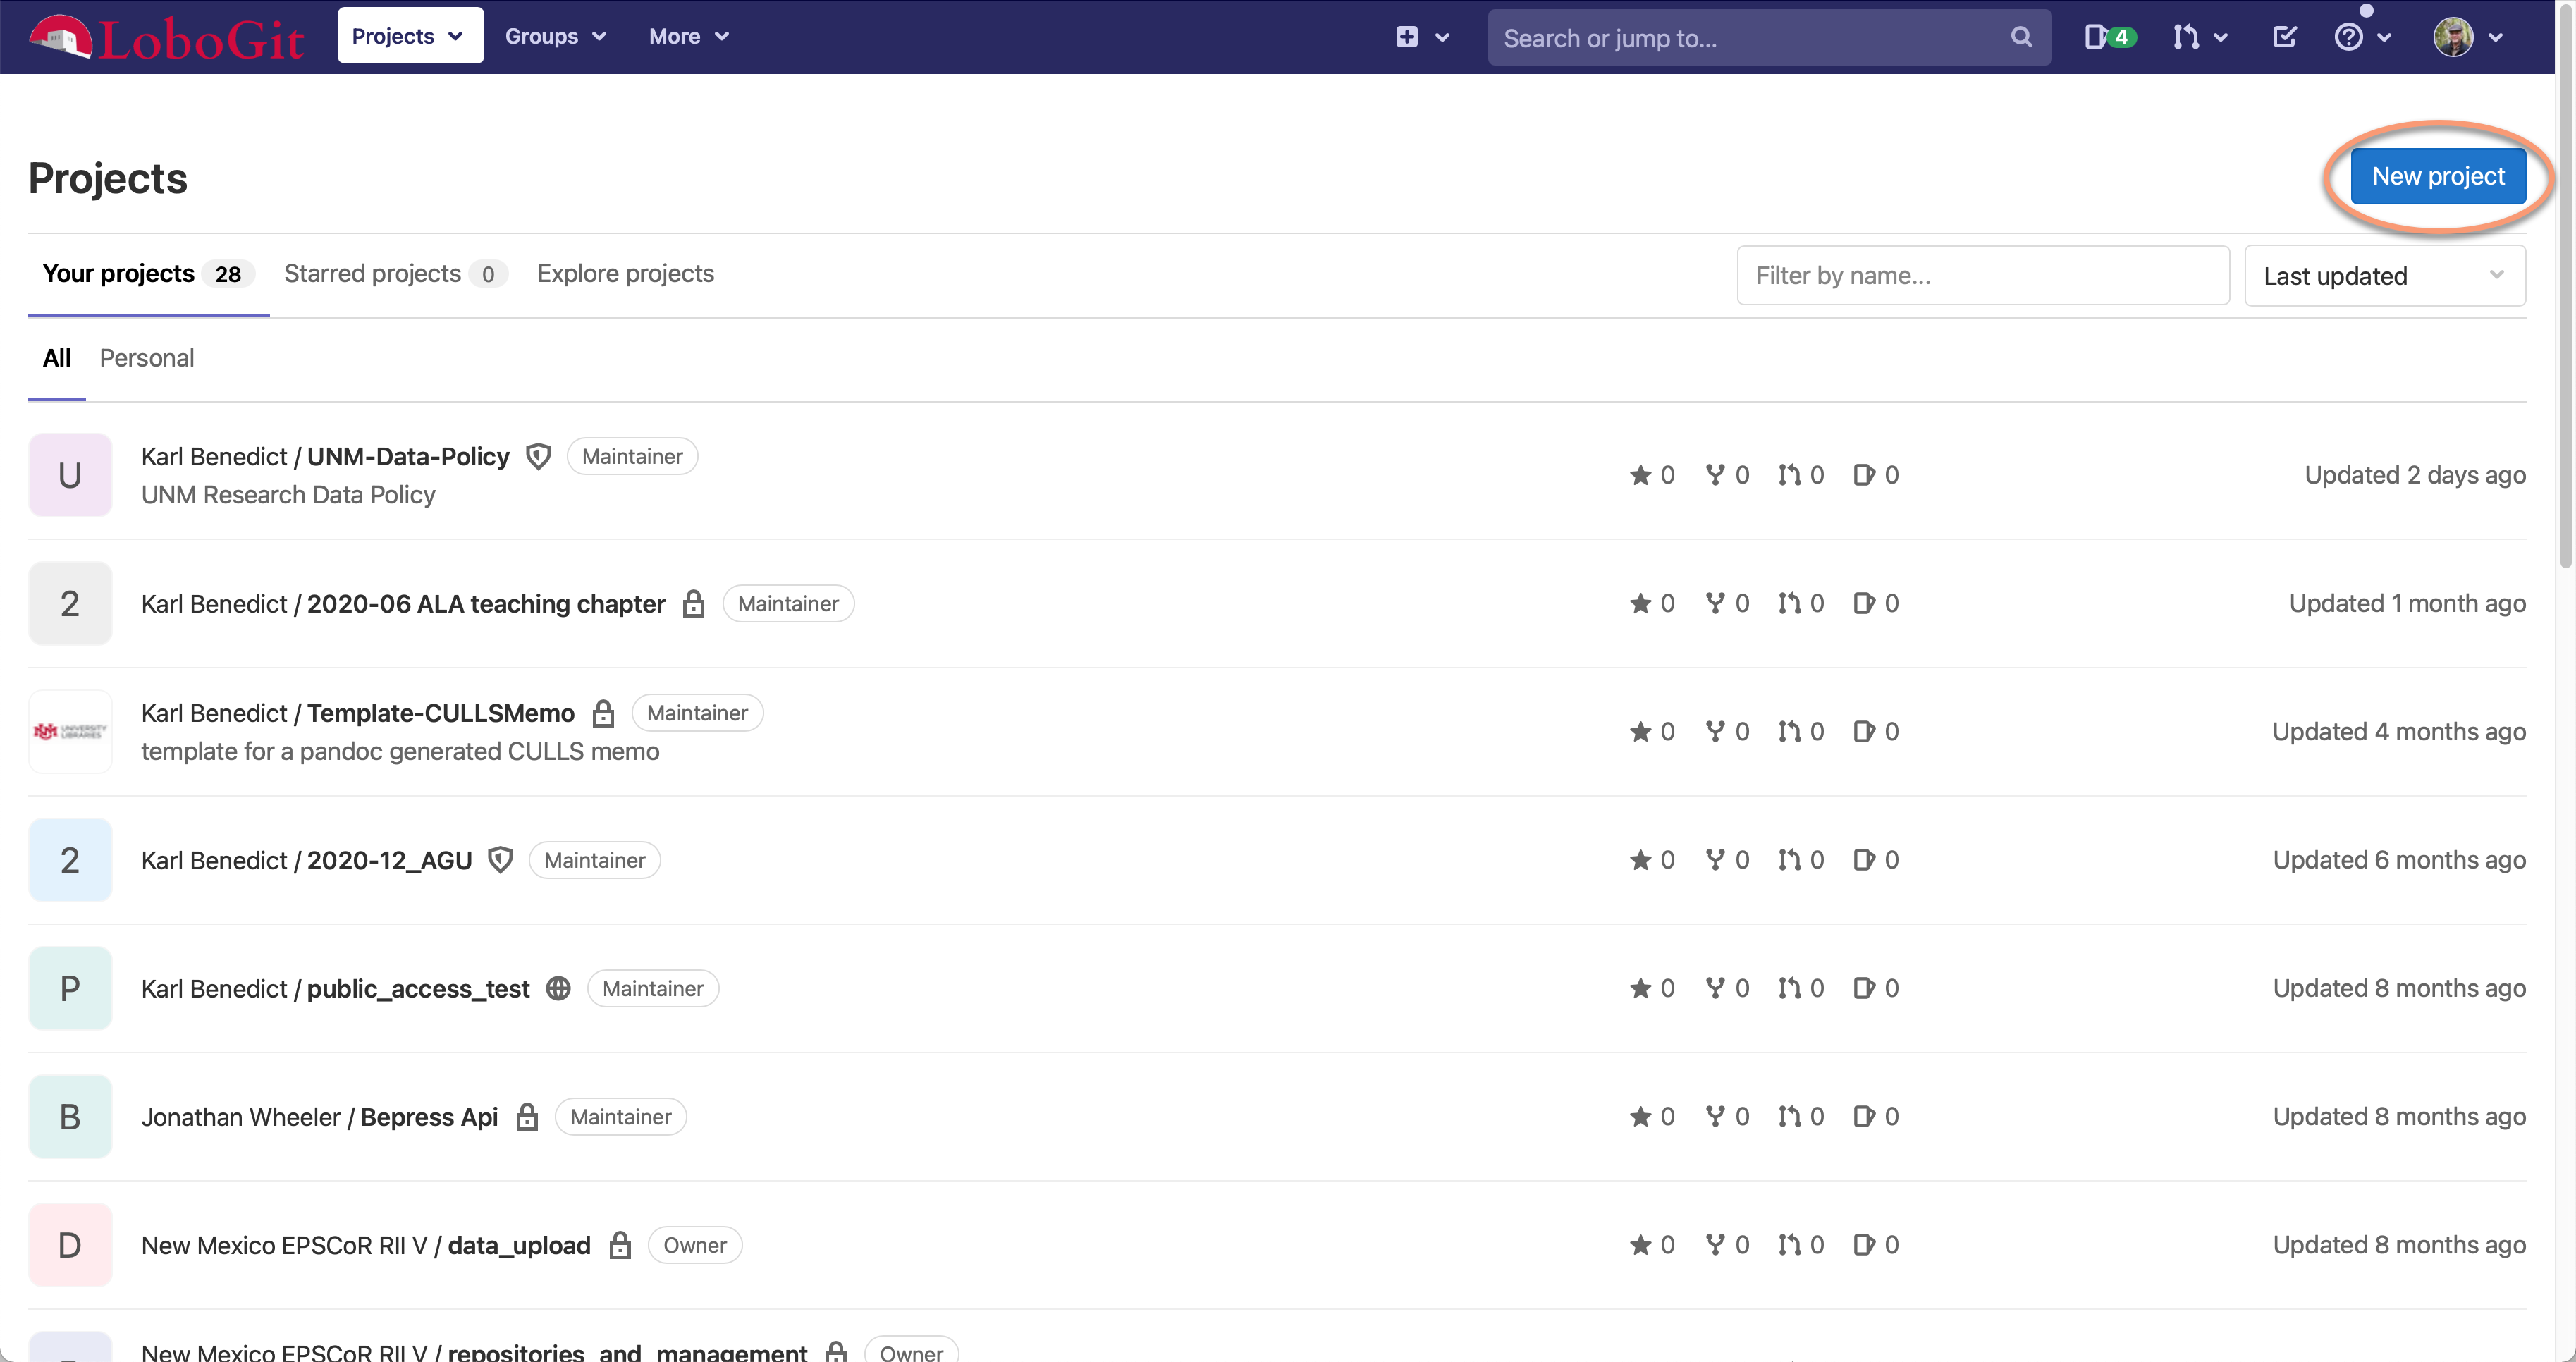 LoboGit Projects Groups More Search or jump to... 4
Projects
New project
Your projects 28 Starred projects 0 Explore projects Filter by name... Last updated
All Personal
U Karl Benedict / UNM-Data-Policy Maintainer 0 0 0 0 Updated 2 days ago
UNM Research Data Policy
2 Karl Benedict / 2020-06 ALA teaching chapter Maintainer 0 0 0 0 Updated 1 month ago
UNM UNIVERSITY LIBRARIES Karl Benedict / Template-CULLSMemo Maintainer 0 0 0 0 Updated 4 months ago
template for a pandoc generated CULLS memo
2 Karl Benedict / 2020-12_AGU Maintainer 0 0 0 0 Updated 6 months ago
P Karl Benedict / public_access_test Maintainer 0 0 0 0 Updated 8 months ago
B Jonathan Wheeler / Bepress Api Maintainer 0 0 0 0 Updated 8 months ago
D New Mexico EPSCoR RII V / data_upload Owner 0 0 0 0 Updated 8 months ago
New Mexico EPSCoR RII V / repositories_and_management Owner